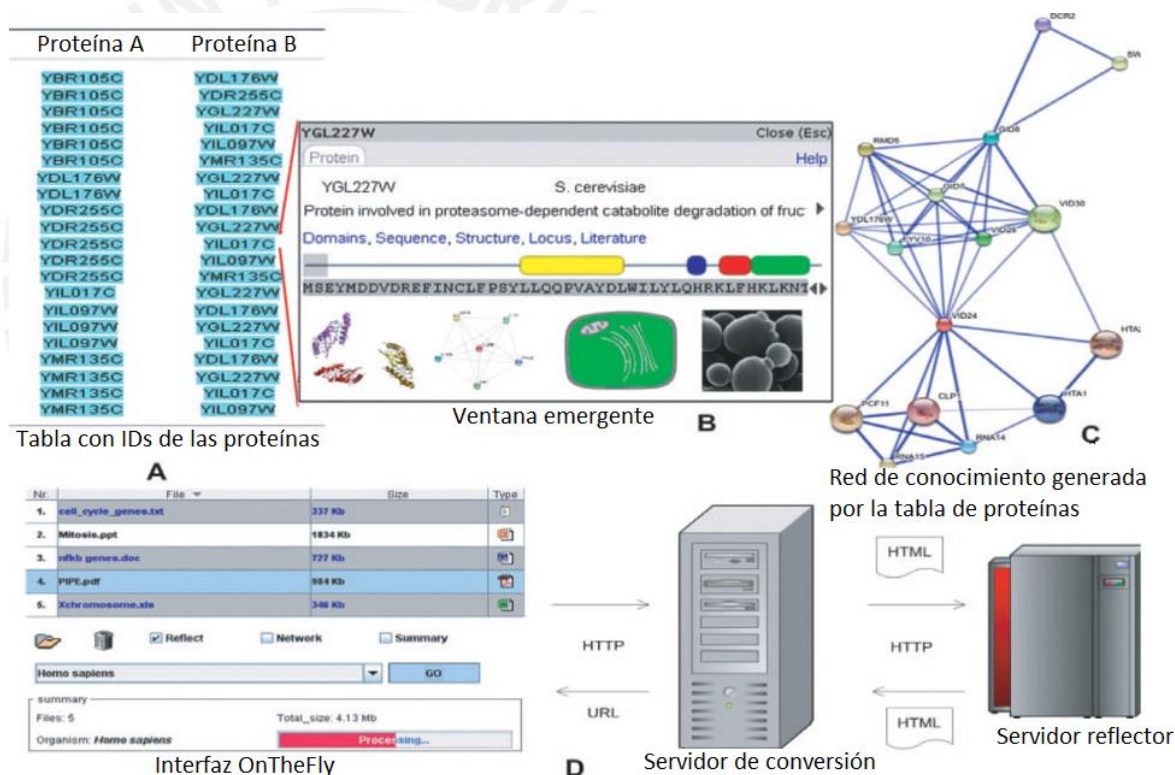 Proteína A Proteína B
YBR105C YDL176W
YBR105C YDR255C
YBR105C YGL227W
YBR105C YIL017C
YBR105C YIL097W
YBR105C YMR135C
YDL176W YGL227W
YDL176W YIL017C
YDR255C YDL176W
YDR255C YGL227W
YDR255C YIL017C
YDR255C YIL097W
YDR255C YMR135C
YIL017C YGL227W
YIL097W YDL176W
YIL097W YGL227W
YIL097W YIL017C
YMR135C YDL176W
YMR135C YGL227W
YMR135C YIL017C
YMR135C YIL097W
Tabla con IDs de las proteínas
A
YGL227W Close (Esc)
Protein Help
YGL227W S. cerevisiae
Protein involved in proteasome-dependent catabolite degradation of fruc
Domains, Sequence, Structure, Locus, Literature
MSEYMDDVDREFINCLFPSYLLQQPVAYDLWILYLQHRKLFHKLKNT
Ventana emergente
B
DCR2
SW
GID8
RMD5
GID7
VID30
YDL176W
FYV10
VID28
VID24
HTA2
PCF11
CLP1
HTA1
RNA14
RNA15
C
Red de conocimiento generada
por la tabla de proteínas
Nr. File Size Type
1. cell_cycle_genes.txt 337 Kb
2. Mitosis.ppt 1834 Kb
3. nfkb genes.doc 727 Kb
4. PIPE.pdf 984 Kb
5. Xchromosome.xls 346 Kb
Reflect Network Summary
Homo sapiens GO
summary
Files: 5 Total_size: 4.13 Mb
Organism: Homo sapiens Processing...
Interfaz OnTheFly
D
HTTP
URL
Servidor de conversión
HTML
HTTP
HTML
Servidor reflector